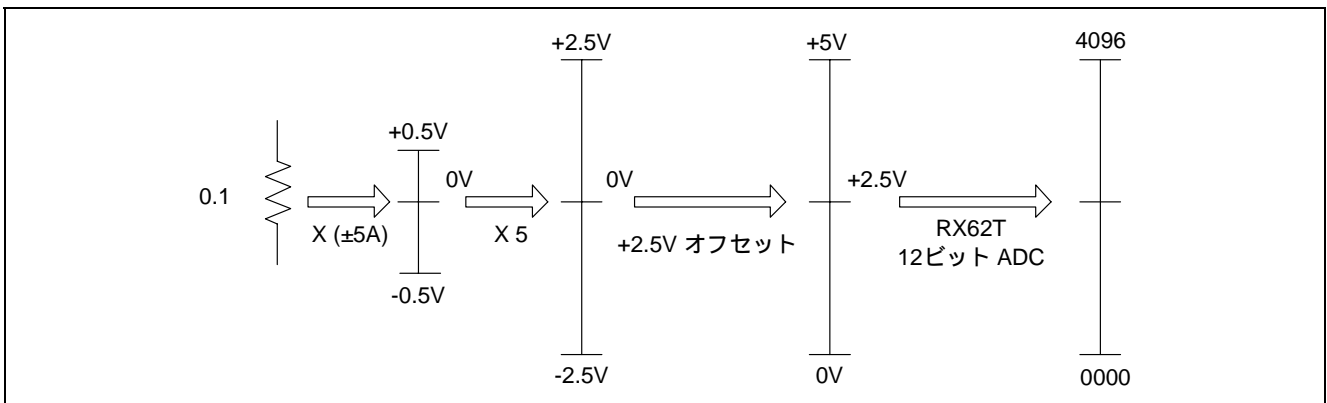 +2.5V
+5V
4096
+0.5V
0.1
0V
0V
+2.5V
X (±5A)
X 5
+2.5V オフセット
RX62T
12ビット ADC
-0.5V
-2.5V
0V
0000